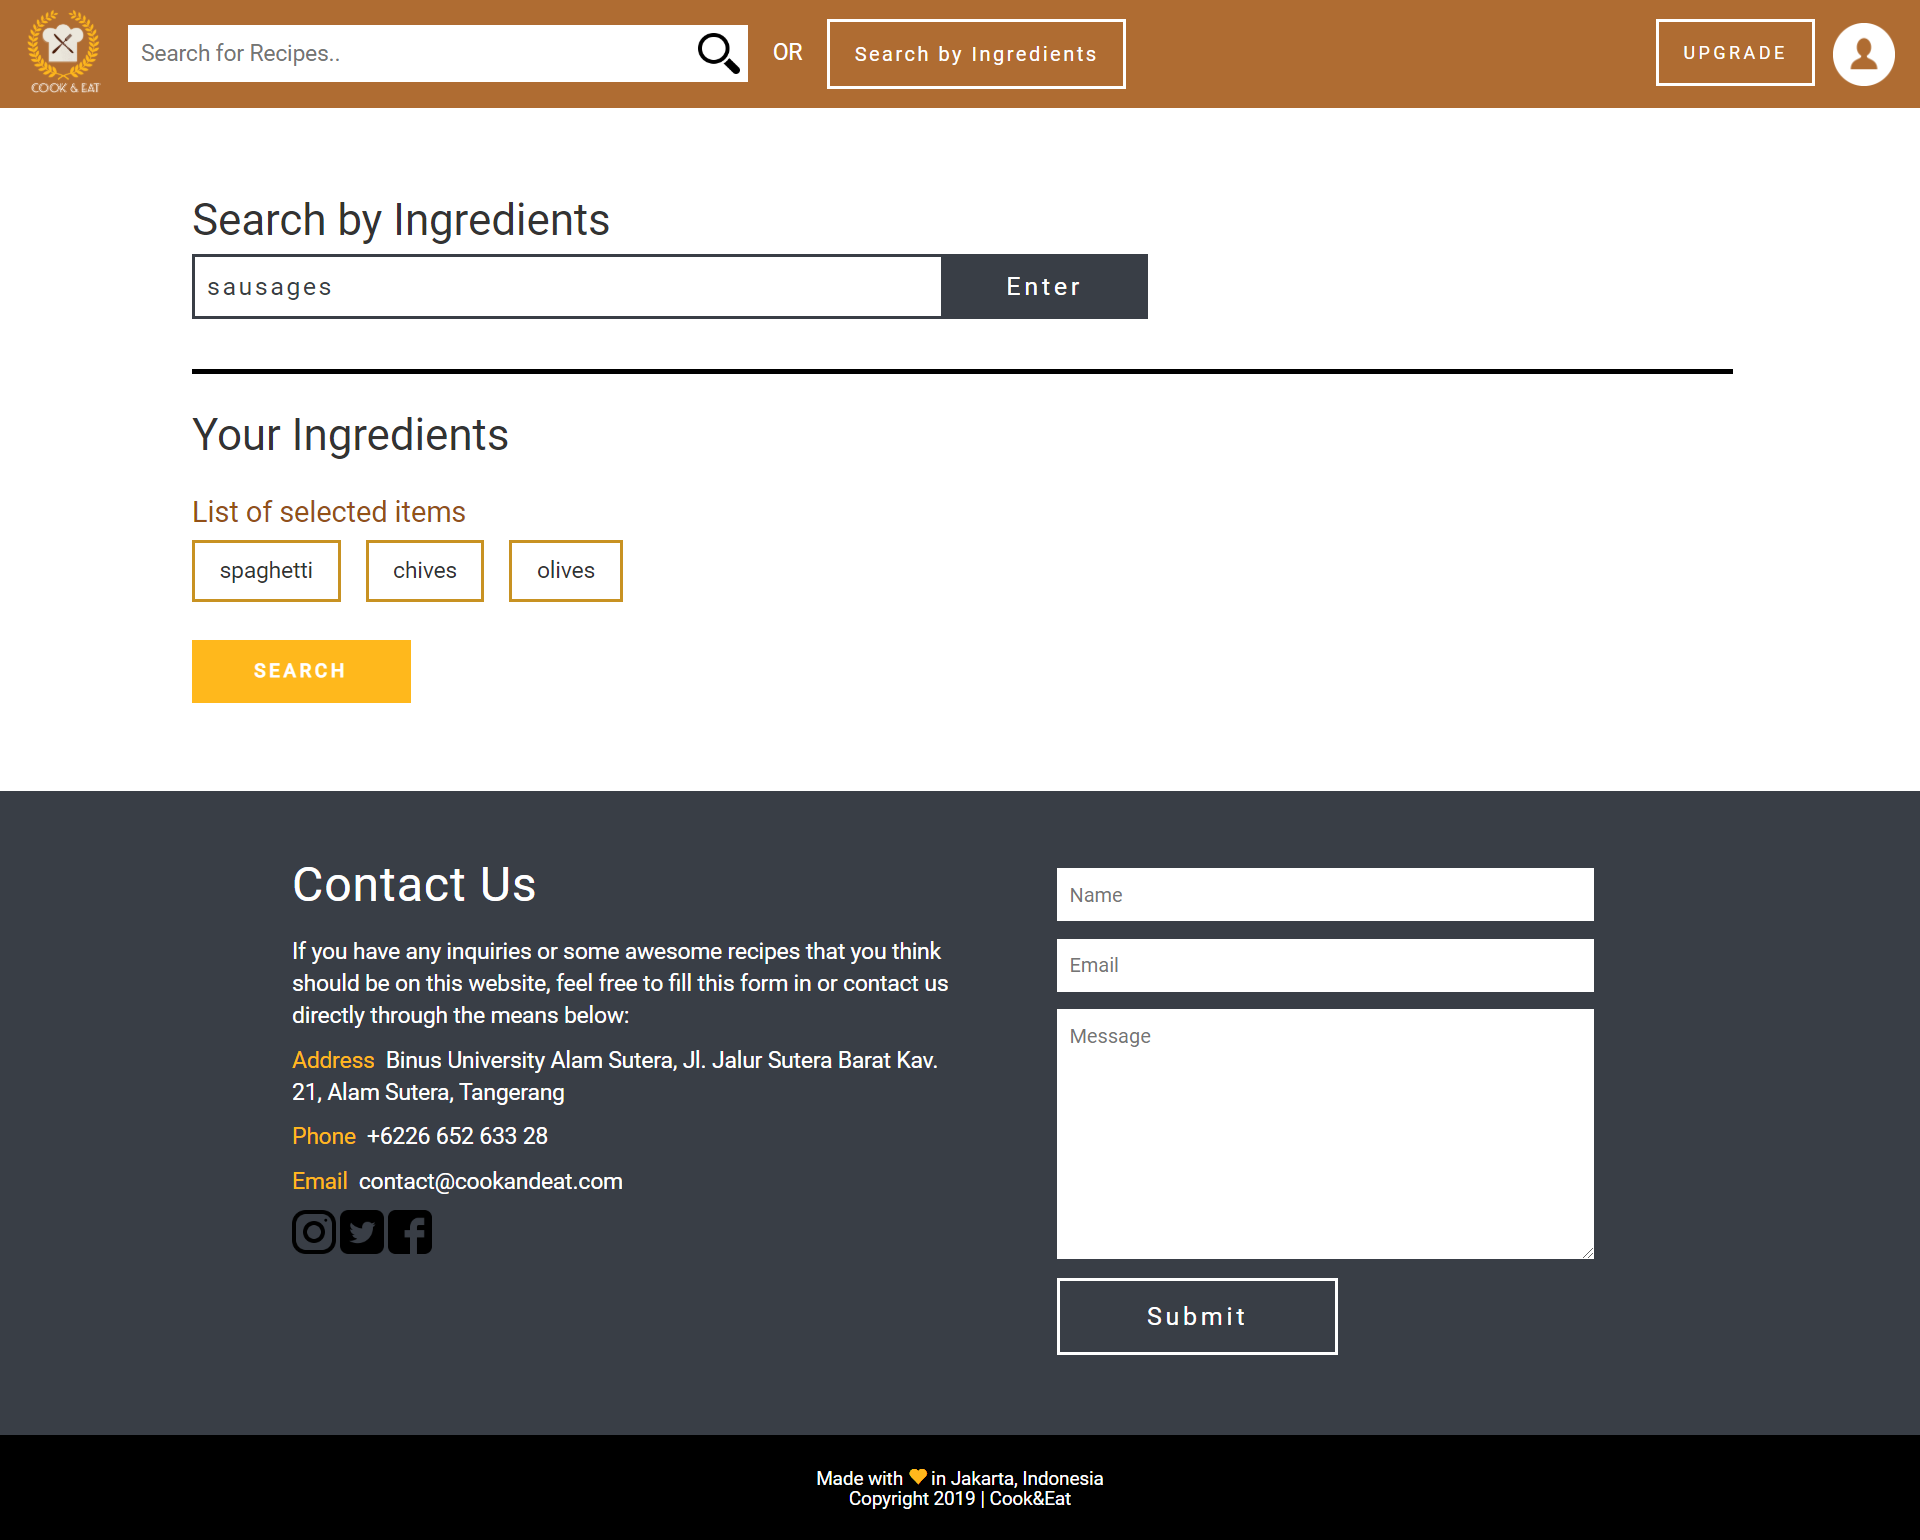 COOK & EAT
Search for Recipes..
OR
Search by Ingredients
UPGRADE
Search by Ingredients
sausages
Enter
Your Ingredients
List of selected items
spaghetti
chives
olives
SEARCH
Contact Us
If you have any inquiries or some awesome recipes that you think
should be on this website, feel free to fill this form in or contact us
directly through the means below:
Address Binus University Alam Sutera, Jl. Jalur Sutera Barat Kav.
21, Alam Sutera, Tangerang
Phone +6226 652 633 28
Email contact@cookandeat.com
Name
Email
Message
Submit
Made with 🧡 in Jakarta, Indonesia
Copyright 2019 | Cook&Eat